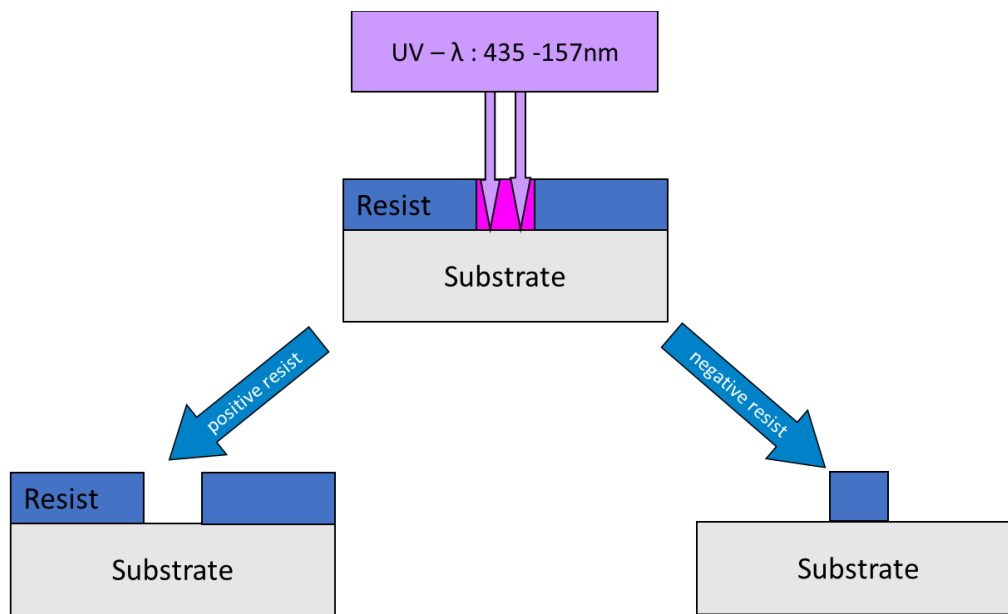 UV – λ : 435 -157nm
Resist
Substrate
positive resist
negative resist
Resist
Substrate
Substrate